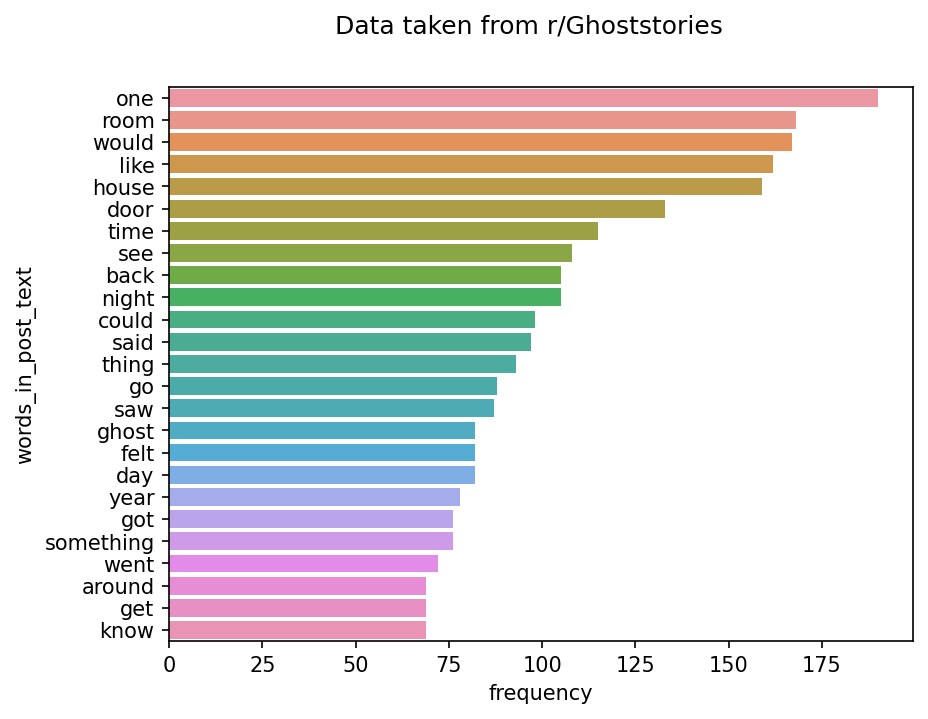 Data taken from r/Ghoststories
words_in_post_text
one
room
would
like
house
door
time
see
back
night
could
said
thing
go
saw
ghost
felt
day
year
got
something
went
around
get
know
0 25 50 75 100 125 150 175
frequency